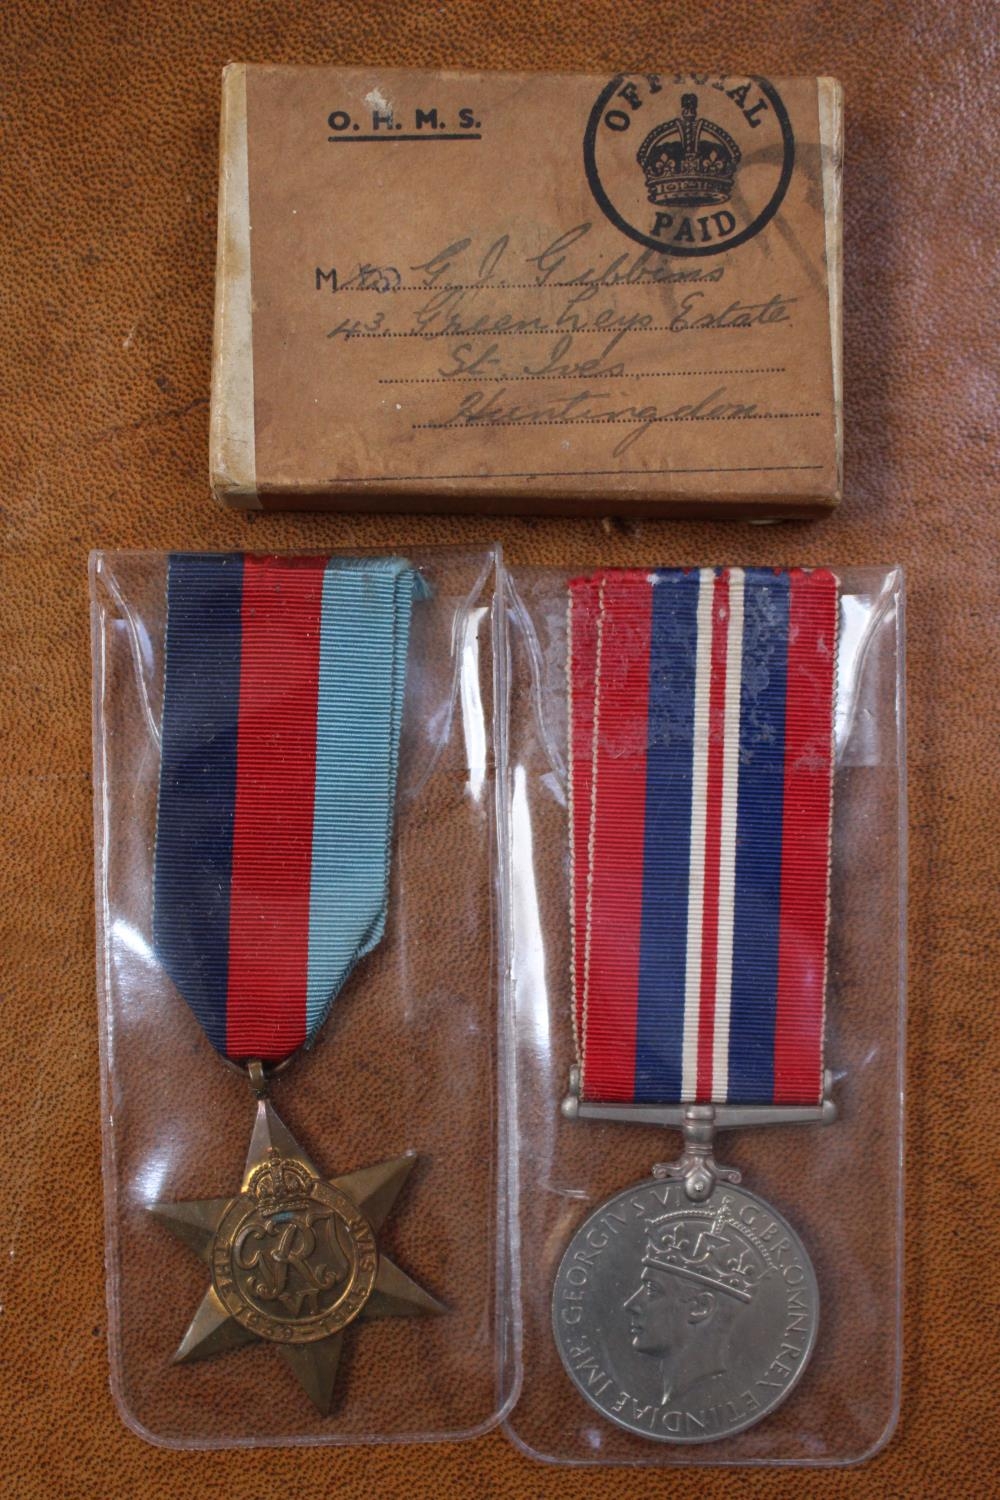 O. H. M. S.
OFFICIAL
PAID
Mrs G. J. Gibbins
43, Green Leys Estate
St. Ives
Huntingdon
THE 1939-1945 STAR
GRI
VI
GEORGIVS VI D:G:BR:OMN:REX ET INDIAE IMP: